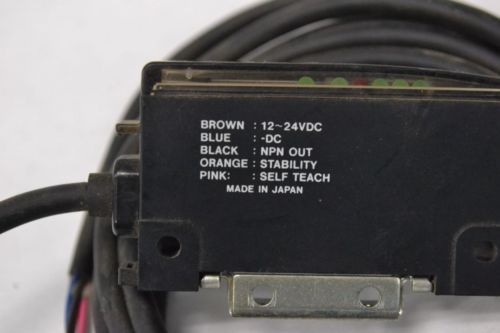 BROWN : 12~24VDC
BLUE : -DC
BLACK : NPN OUT
ORANGE : STABILITY
PINK: : SELF TEACH
MADE IN JAPAN